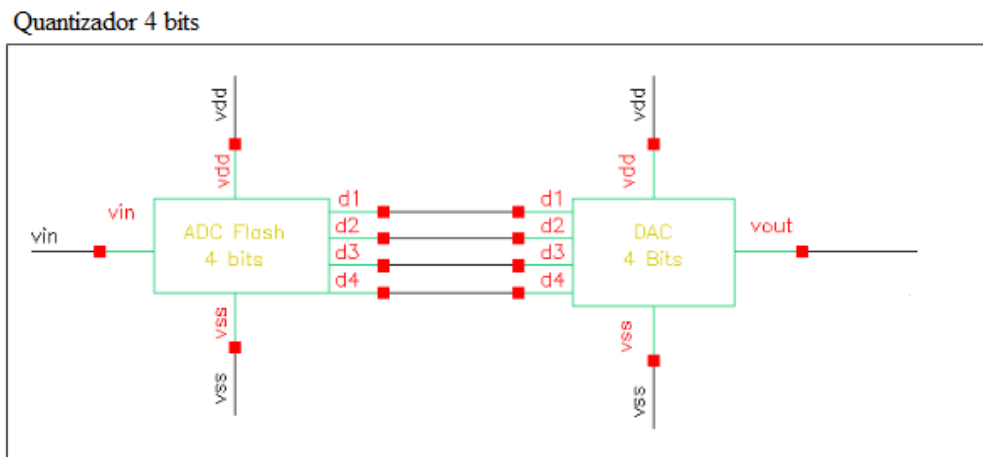 Quantizador 4 bits
vdd
vdd
vdd
vdd
vin
vin
ADC Flash
4 bits
d1
d2
d3
d4
d1
d2
d3
d4
DAC
4 Bits
vout
vss
vss
vss
vss